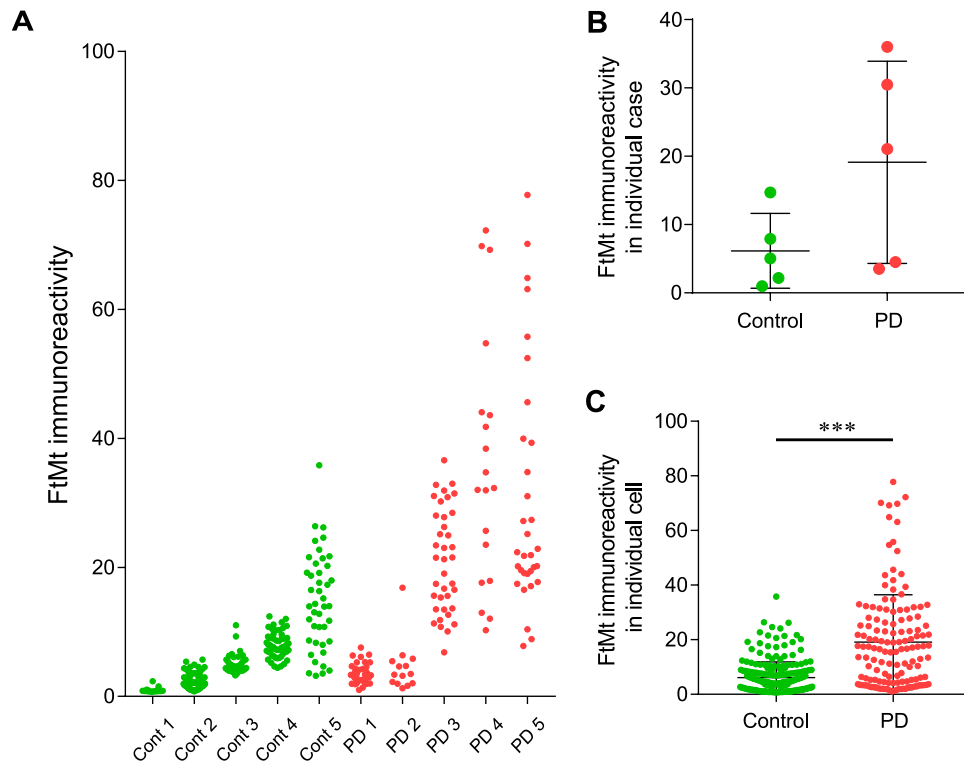 A
FtMt immunoreactivity
100
80
60
40
20
0
Cont 1
Cont 2
Cont 3
Cont 4
Cont 5
PD 1
PD 2
PD 3
PD 4
PD 5
B
FtMt immunoreactivity
in individual case
40
30
20
10
0
Control
PD
C
FtMt immunoreactivity
in individual cell
100
80
60
40
20
0
***
Control
PD